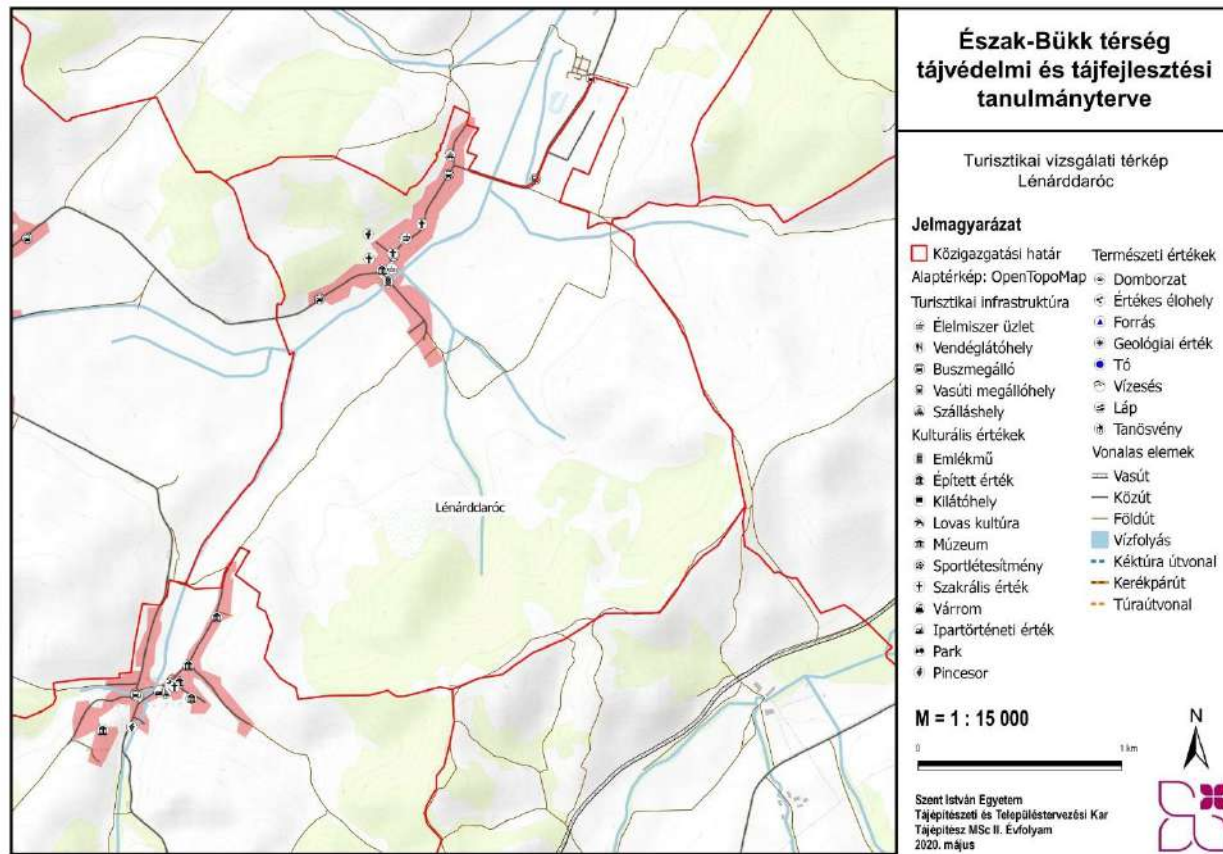 Észak-Bükk térség
tájvédelmi és tájfejlesztési
tanulmányterve
Turisztikai vizsgálati térkép
Lénárddaróc
Jelmagyarázat
Közigazgatási határ
Alaptérkép: OpenTopoMap
Turisztikai infrastruktúra
Élelmiszer üzlet
Vendéglátóhely
Buszmegálló
Vasúti megállóhely
Szálláshely
Kulturális értékek
Emlékmű
Épített érték
Kilátóhely
Lovas kultúra
Múzeum
Sportlétesítmény
Szakrális érték
Várrom
Ipartörténeti érték
Park
Pincesor
Természeti értékek
Domborzat
Értékes élohely
Forrás
Geológiai érték
Tó
Vízesés
Láp
Tanösvény
Vonalas elemek
Vasút
Közút
Földút
Vízfolyás
Kéktúra útvonal
Kerékpárút
Túraútvonal
M = 1 : 15 000
0 1 km
N
Szent István Egyetem
Tájépítészeti és Településtervezési Kar
Tájépítész MSc II. Évfolyam
2020. május
Lénárddaróc